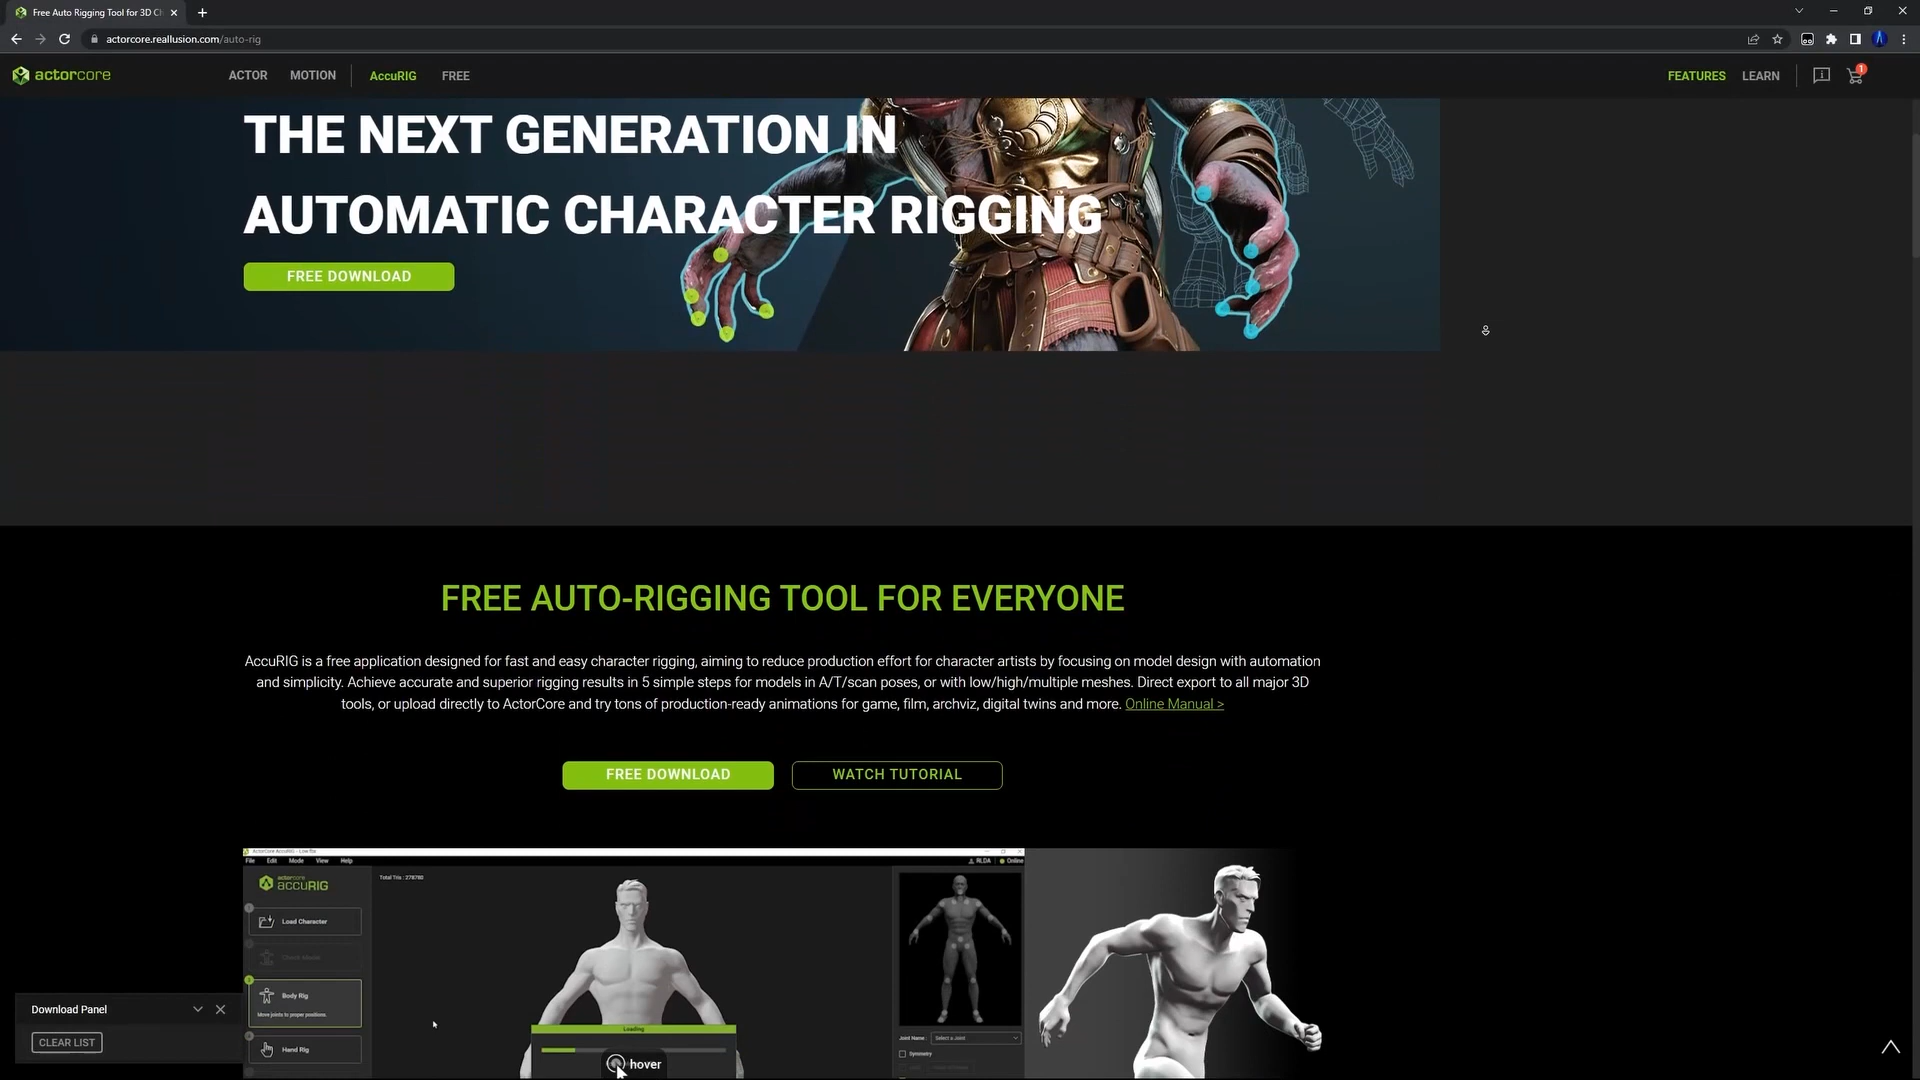 Free Auto Rigging Tool for 3D Ch
actorcore.reallusion.com/auto-rig
actorcore
ACTOR
MOTION
AccuRIG
FREE
FEATURES
LEARN
1
THE NEXT GENERATION IN
AUTOMATIC CHARACTER RIGGING
FREE DOWNLOAD
FREE AUTO-RIGGING TOOL FOR EVERYONE
AccuRIG is a free application designed for fast and easy character rigging, aiming to reduce production effort for character artists by focusing on model design with automation
and simplicity. Achieve accurate and superior rigging results in 5 simple steps for models in A/T/scan poses, or with low/high/multiple meshes. Direct export to all major 3D
tools, or upload directly to ActorCore and try tons of production-ready animations for game, film, archviz, digital twins and more. Online Manual >
FREE DOWNLOAD
WATCH TUTORIAL
File Edit Mode View Help
RLDA
Online
actorcore
accuRIG
Total Tris : 278780
Load Character
Body Rig
Move joints to proper positions.
Hand Rig
Loading
hover
Joint Name : Select a Joint
Symmetry
Download Panel
CLEAR LIST